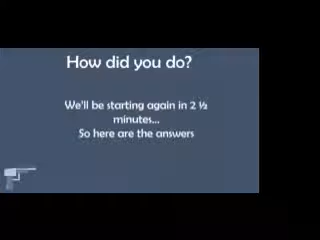 How did you do?
We'll be starting again in 2 ½
minutes...
So here are the answers